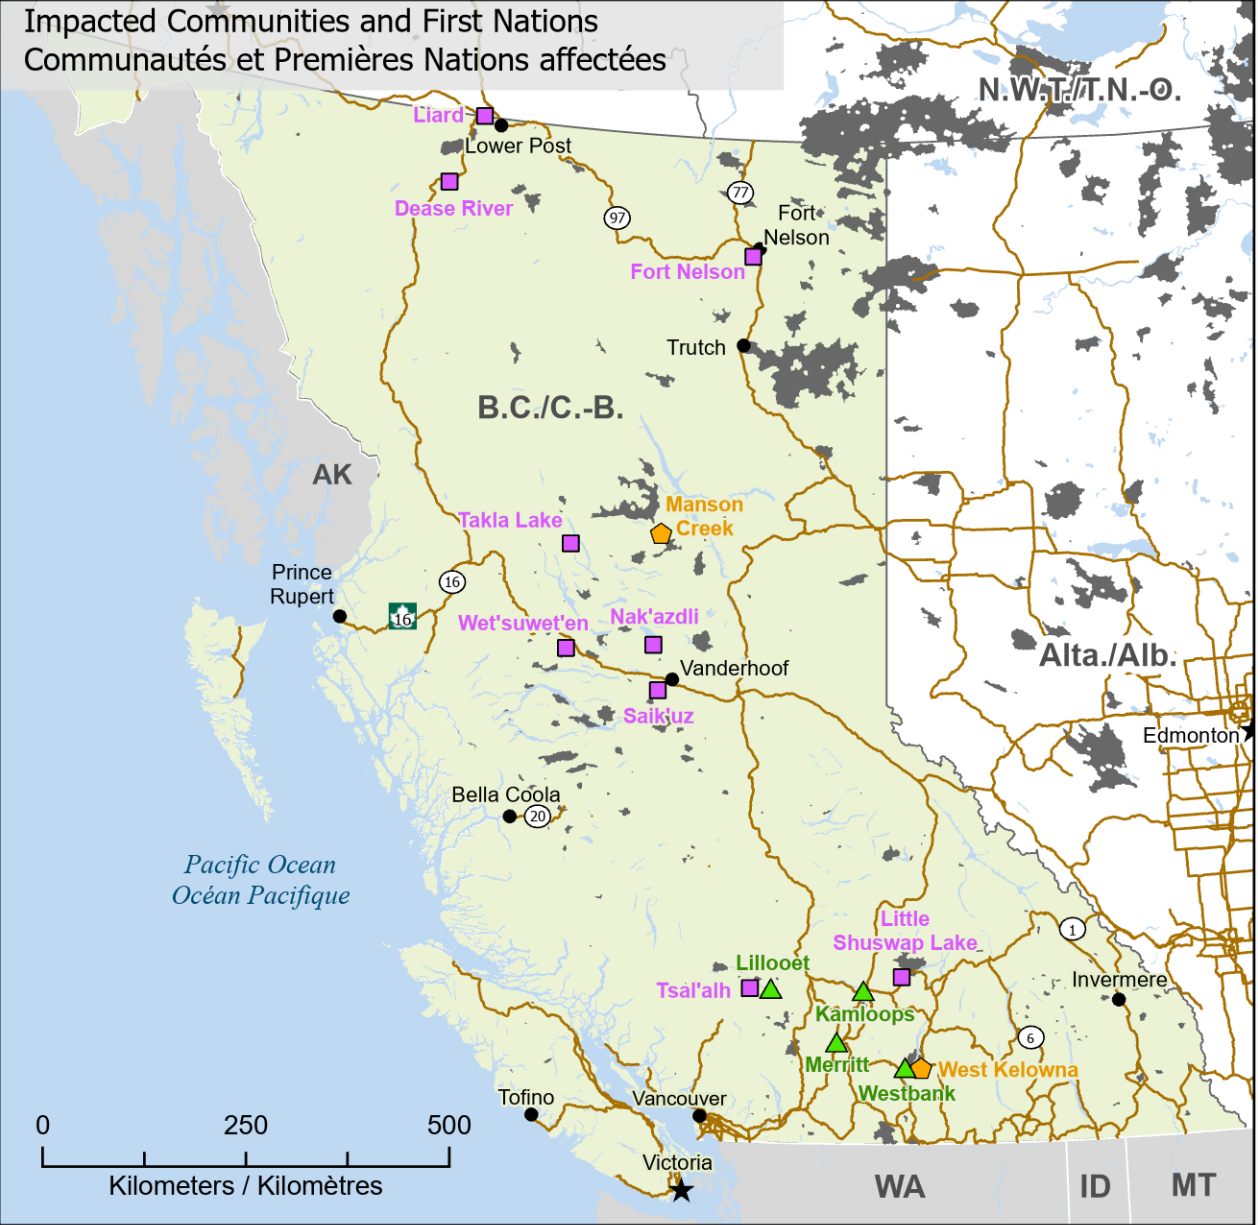 Impacted Communities and First Nations
Communautés et Premières Nations affectées
N.W.T./T.N.-O.
Liard
Lower Post
Dease River
77
97
Fort
Nelson
Fort Nelson
Trutch
B.C./C.-B.
AK
Manson
Creek
Takla Lake
Prince
Rupert
16
16
Wet'suwet'en
Nak'azdli
Vanderhoof
Saik'uz
Alta./Alb.
Edmonton
Bella Coola
20
Pacific Ocean
Océan Pacifique
Little
Shuswap Lake
1
Lillooet
Tsal'alh
Invermere
Kamloops
6
Merritt
West Kelowna
Westbank
Tofino
Vancouver
0 250 500
Kilometers / Kilomètres
Victoria
WA
ID
MT